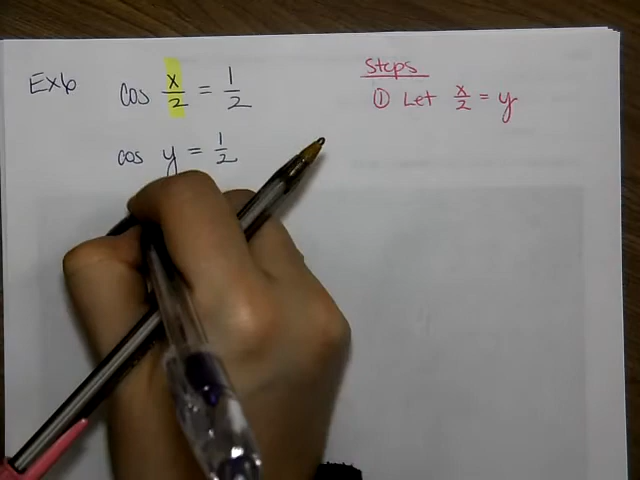 Ex6 cos x/2 = 1/2
cos y = 1/2
Steps
① Let x/2 = y